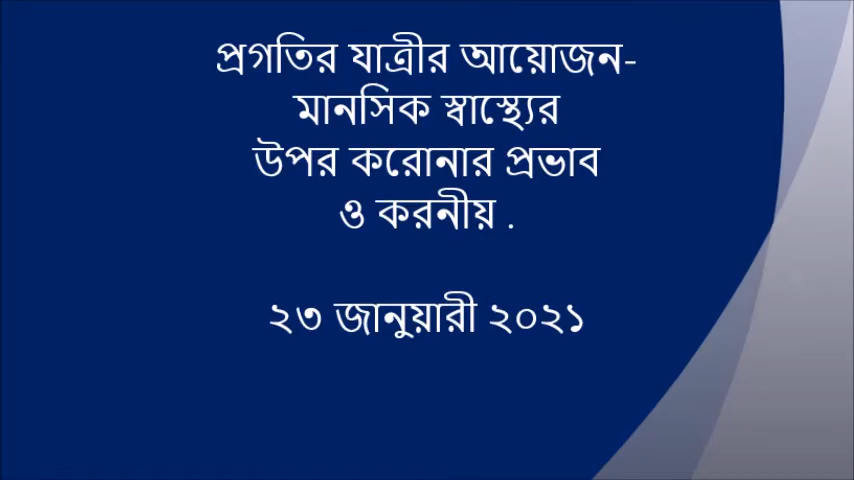 প্রগতির যাত্রীর আয়োজন-
মানসিক স্বাস্থ্যের
উপর করোনার প্রভাব
ও করনীয় .
২৩ জানুয়ারী ২০২১